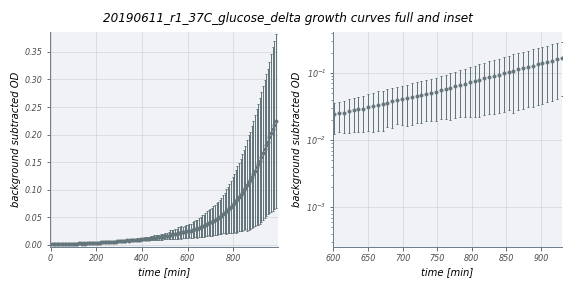 20190611_r1_37C_glucose_delta growth curves full and inset
background subtracted OD
0.35
0.30
0.25
0.20
0.15
0.10
0.05
0.00
0 200 400 600 800
time [min]
background subtracted OD
10⁻¹
10⁻²
10⁻³
600 650 700 750 800 850 900
time [min]